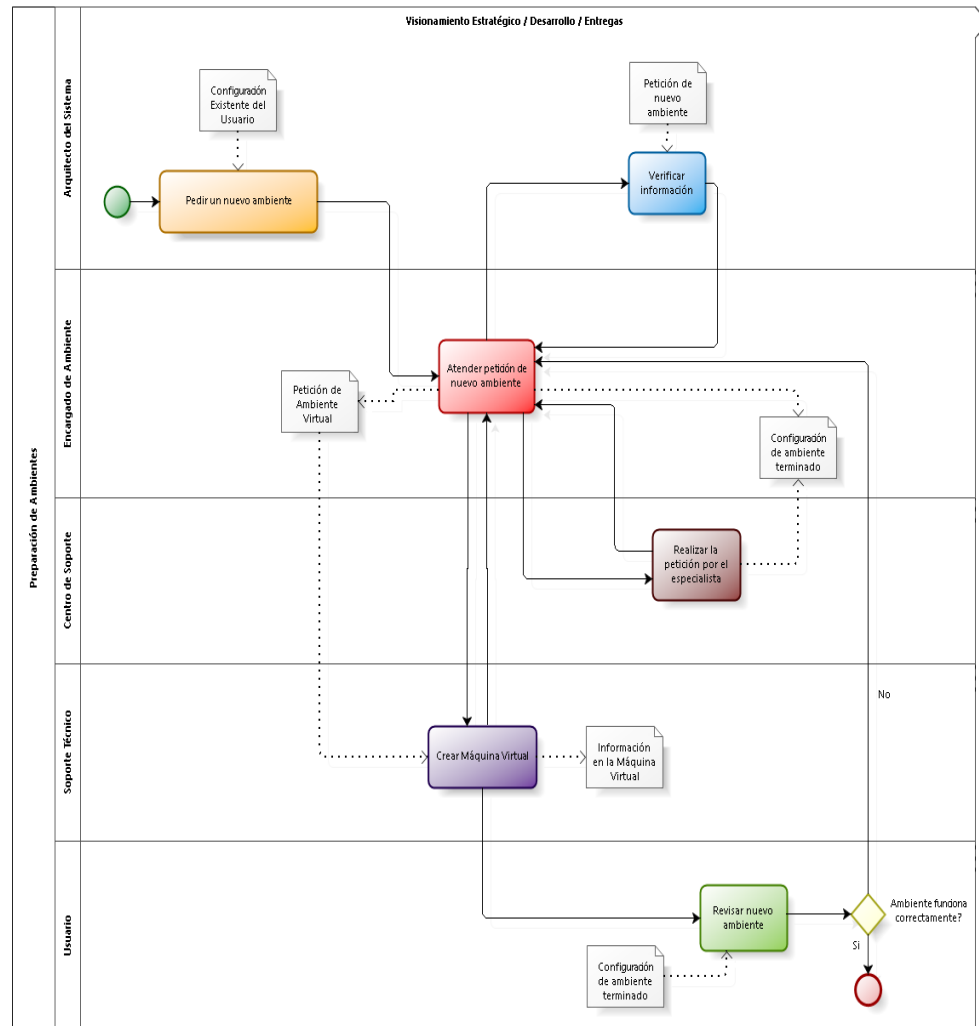 Visionamiento Estratégico / Desarrollo / Entregas
Preparación de Ambientes
Arquitecto del Sistema
Configuración
Existente del
Usuario
Petición de
nuevo
ambiente
Pedir un nuevo ambiente
Verificar
información
Encargado de Ambiente
Atender petición de
nuevo ambiente
Petición de
Ambiente
Virtual
Configuración
de ambiente
terminado
Centro de Soporte
Realizar la
petición por el
especialista
Soporte Técnico
No
Crear Máquina Virtual
Información
en la Máquina
Virtual
Usuario
Revisar nuevo
ambiente
Ambiente funciona
correctamente?
Si
Configuración
de ambiente
terminado